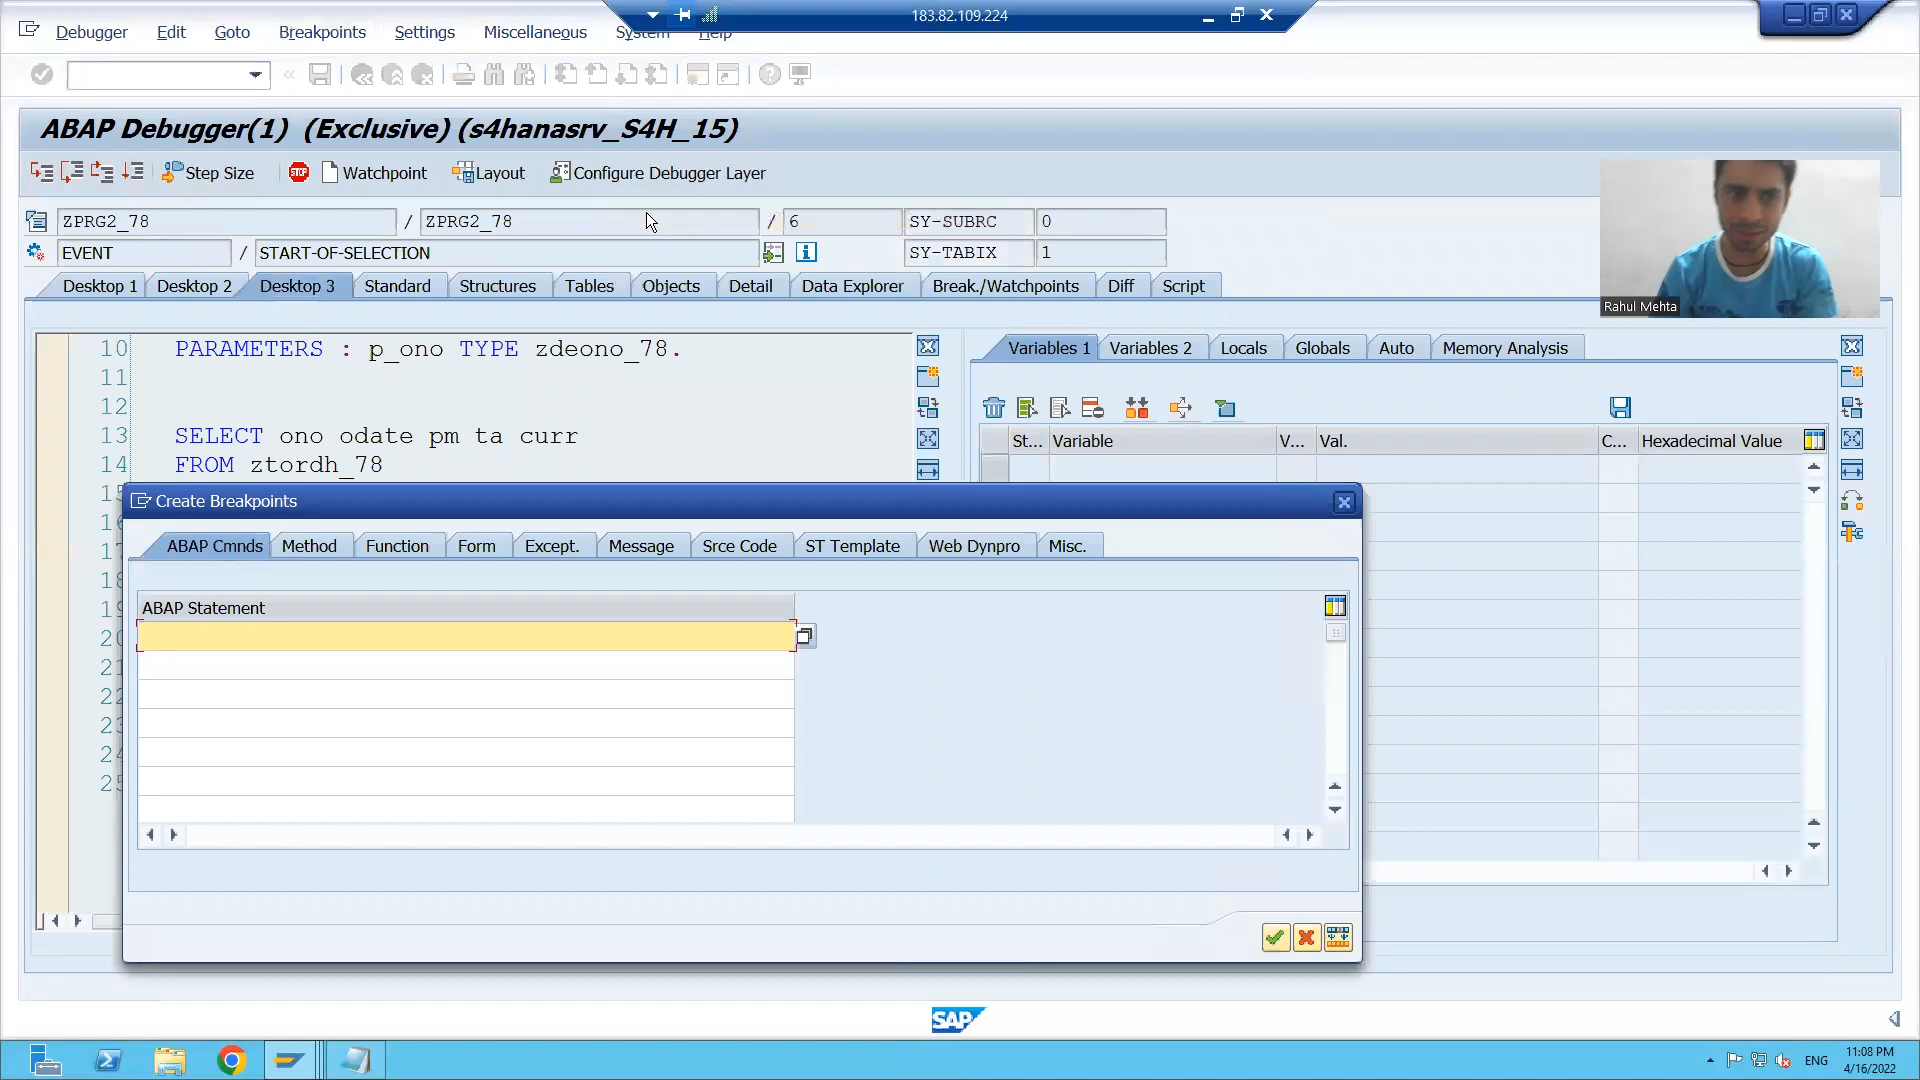 183.82.109.224
Debugger Edit Goto Breakpoints Settings Miscellaneous System Help
ABAP Debugger(1) (Exclusive) (s4hanasrv_S4H_15)
Step Size STOP Watchpoint Layout Configure Debugger Layer
ZPRG2_78 / ZPRG2_78 / 6 SY-SUBRC 0
EVENT / START-OF-SELECTION SY-TABIX 1
Rahul Mehta
Desktop 1 Desktop 2 Desktop 3 Standard Structures Tables Objects Detail Data Explorer Break./Watchpoints Diff Script
10 PARAMETERS : p_ono TYPE zdeono_78.
11
12
13 SELECT ono odate pm ta curr
14 FROM ztordh_78
Variables 1 Variables 2 Locals Globals Auto Memory Analysis
St... Variable V... Val. C... Hexadecimal Value
Create Breakpoints
ABAP Cmnds Method Function Form Except. Message Srce Code ST Template Web Dynpro Misc.
ABAP Statement
SAP
ENG
11:08 PM
4/16/2022